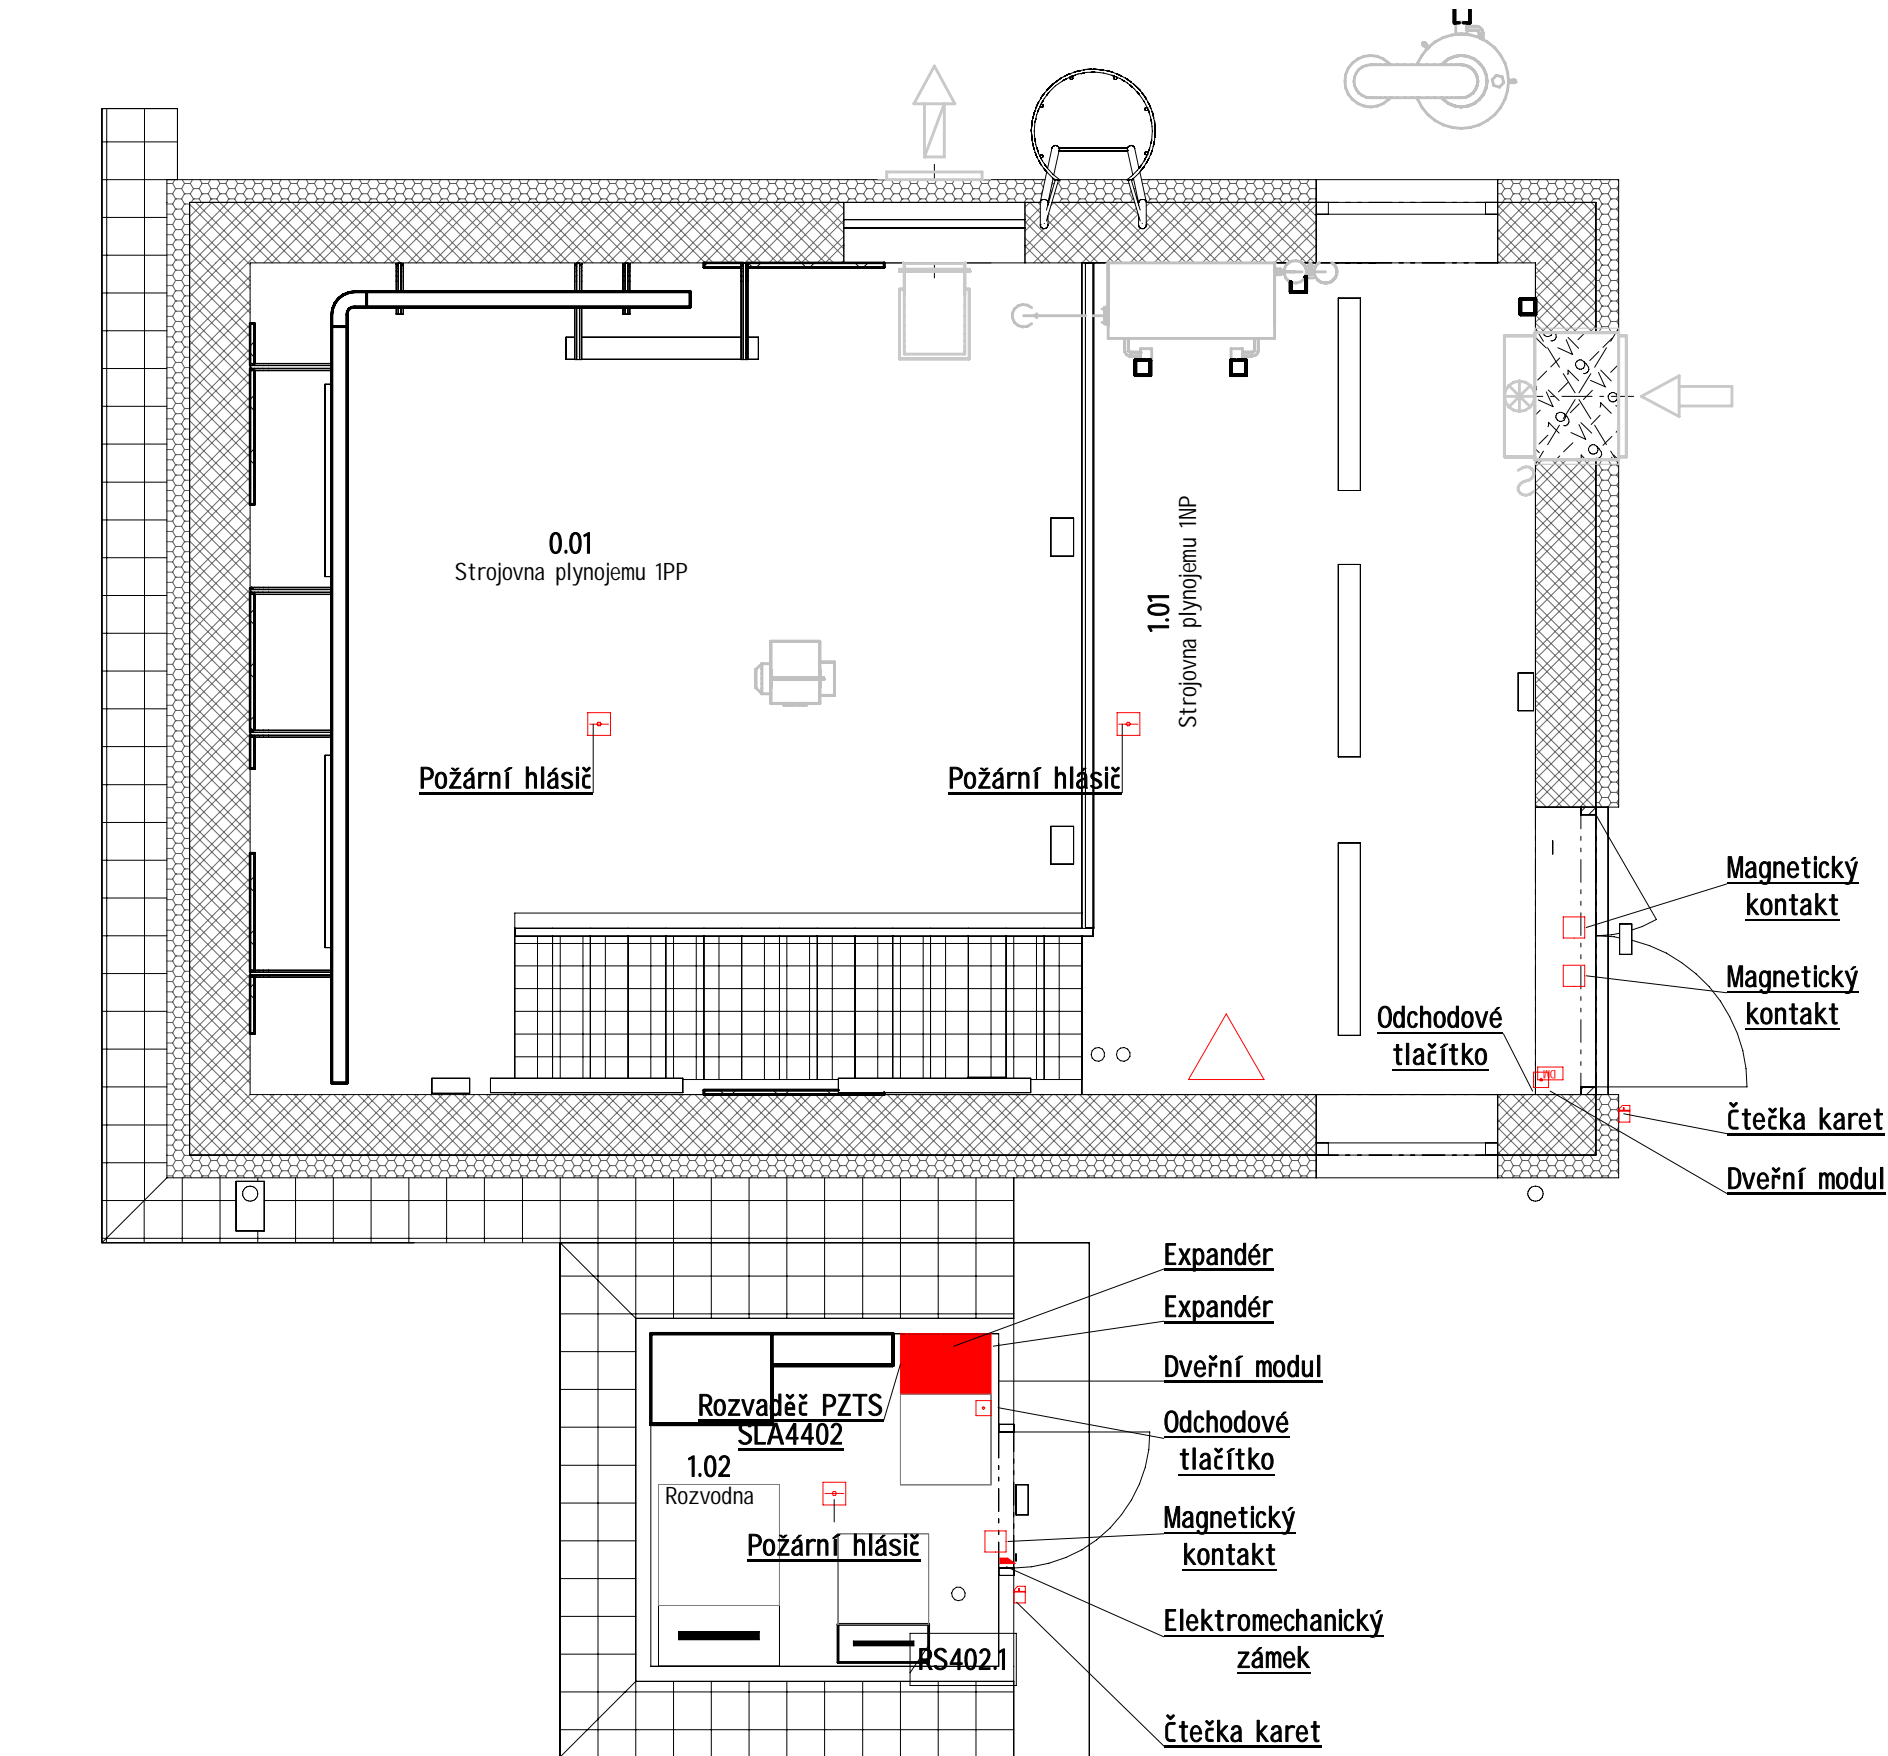 0.01
Strojovna plynojemu 1PP
1.01
Strojovna plynojemu 1NP
Požární hlásič
Požární hlásič
Magnetický
kontakt
Magnetický
kontakt
Odchodové
tlačítko
DM
Čtečka karet
Dveřní modul
Expandér
Expandér
Dveřní modul
Rozvaděč PZTS
SLA4402
Odchodové
tlačítko
1.02
Rozvodna
Magnetický
kontakt
Požární hlásič
Elektromechanický
zámek
RS402.1
Čtečka karet